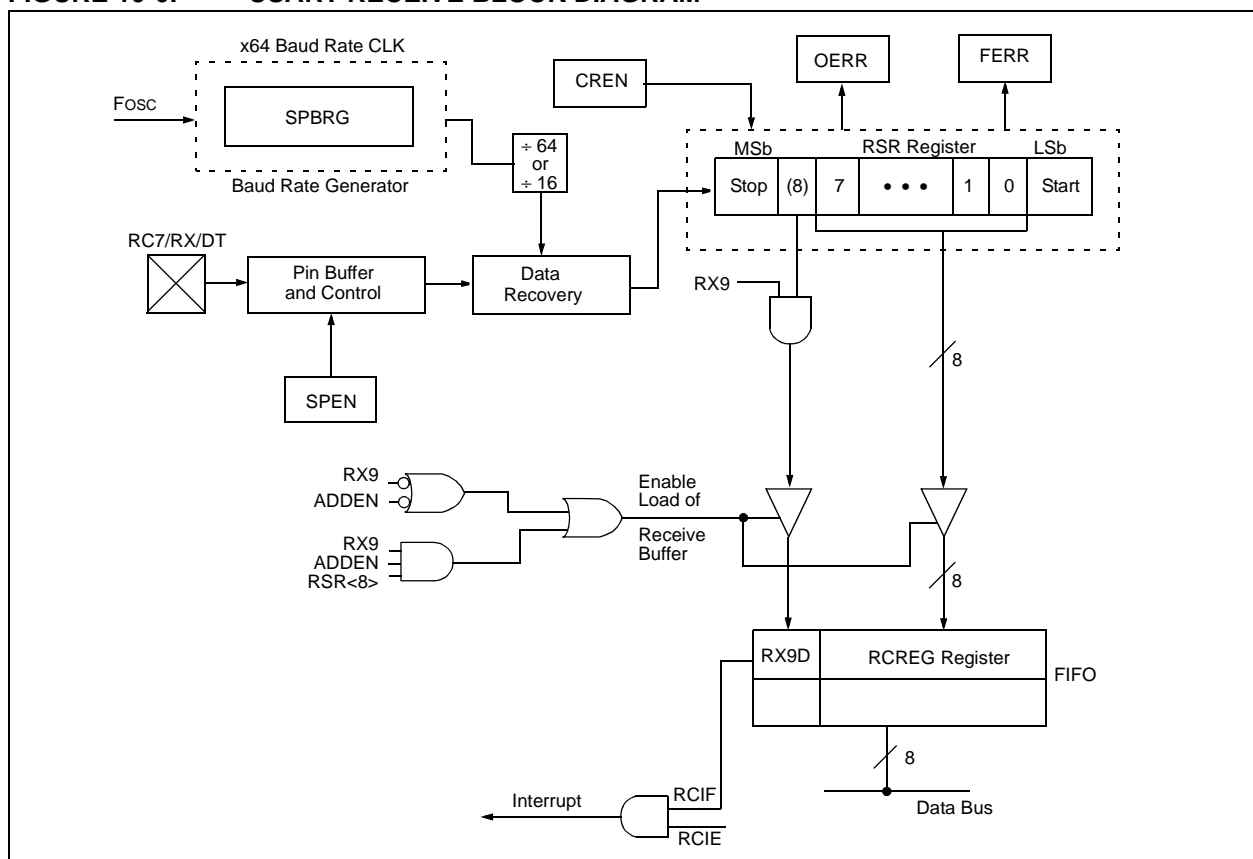 x64 Baud Rate CLK
FOSC
SPBRG
Baud Rate Generator
÷ 64
or
÷ 16
CREN
OERR
FERR
MSb
RSR Register
LSb
Stop
(8)
7
• • •
1
0
Start
RC7/RX/DT
Pin Buffer
and Control
Data
Recovery
SPEN
RX9
8
RX9
ADDEN
RX9
ADDEN
RSR<8>
Enable
Load of
Receive
Buffer
8
RX9D
RCREG Register
FIFO
8
Data Bus
Interrupt
RCIF
RCIE